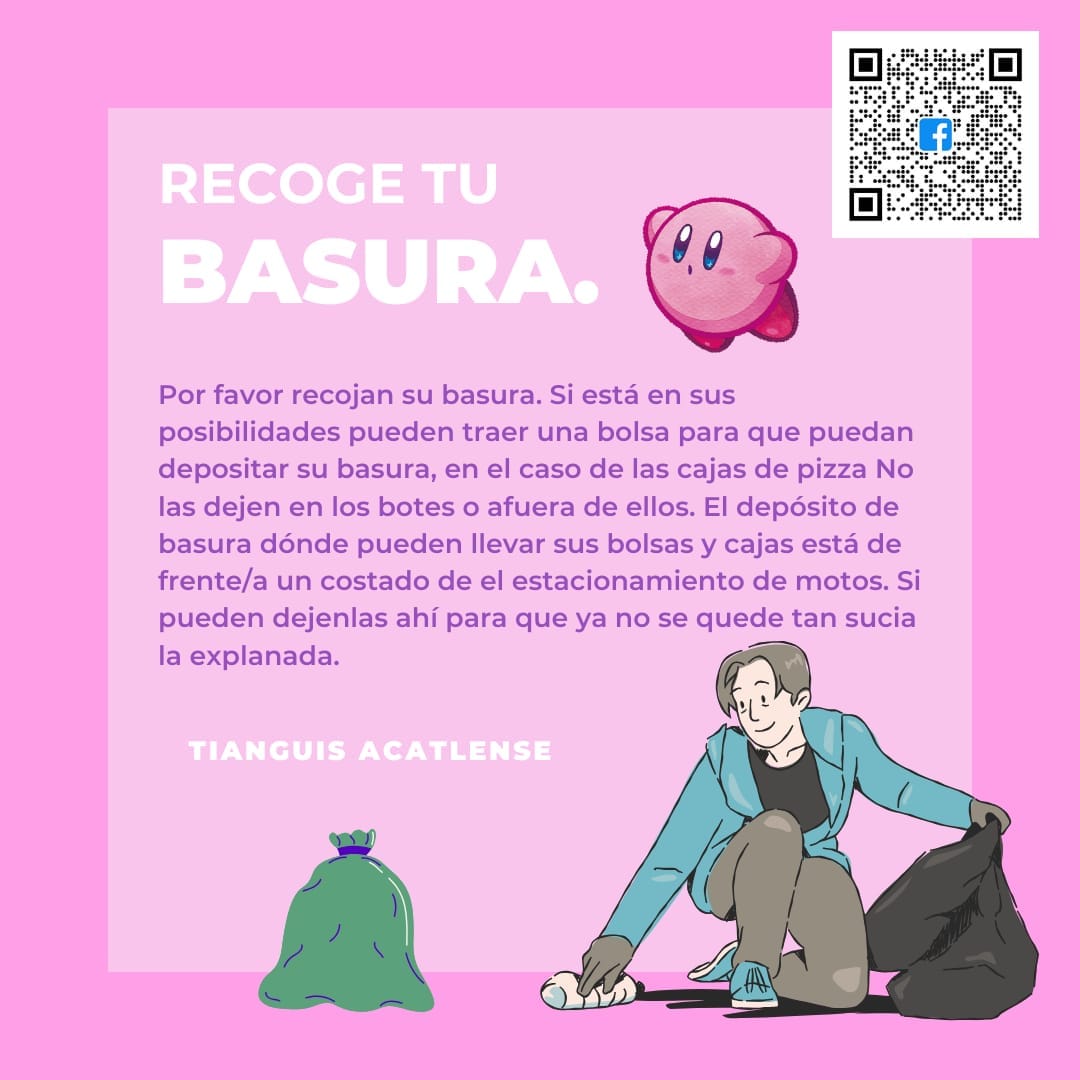 RECOGE TU
BASURA.
Por favor recojan su basura. Si está en sus
posibilidades pueden traer una bolsa para que puedan
depositar su basura, en el caso de las cajas de pizza No
las dejen en los botes o afuera de ellos. El depósito de
basura dónde pueden llevar sus bolsas y cajas está de
frente/a un costado de el estacionamiento de motos. Si
pueden dejenlas ahí para que ya no se quede tan sucia
la explanada.
TIANGUIS ACATLENSE